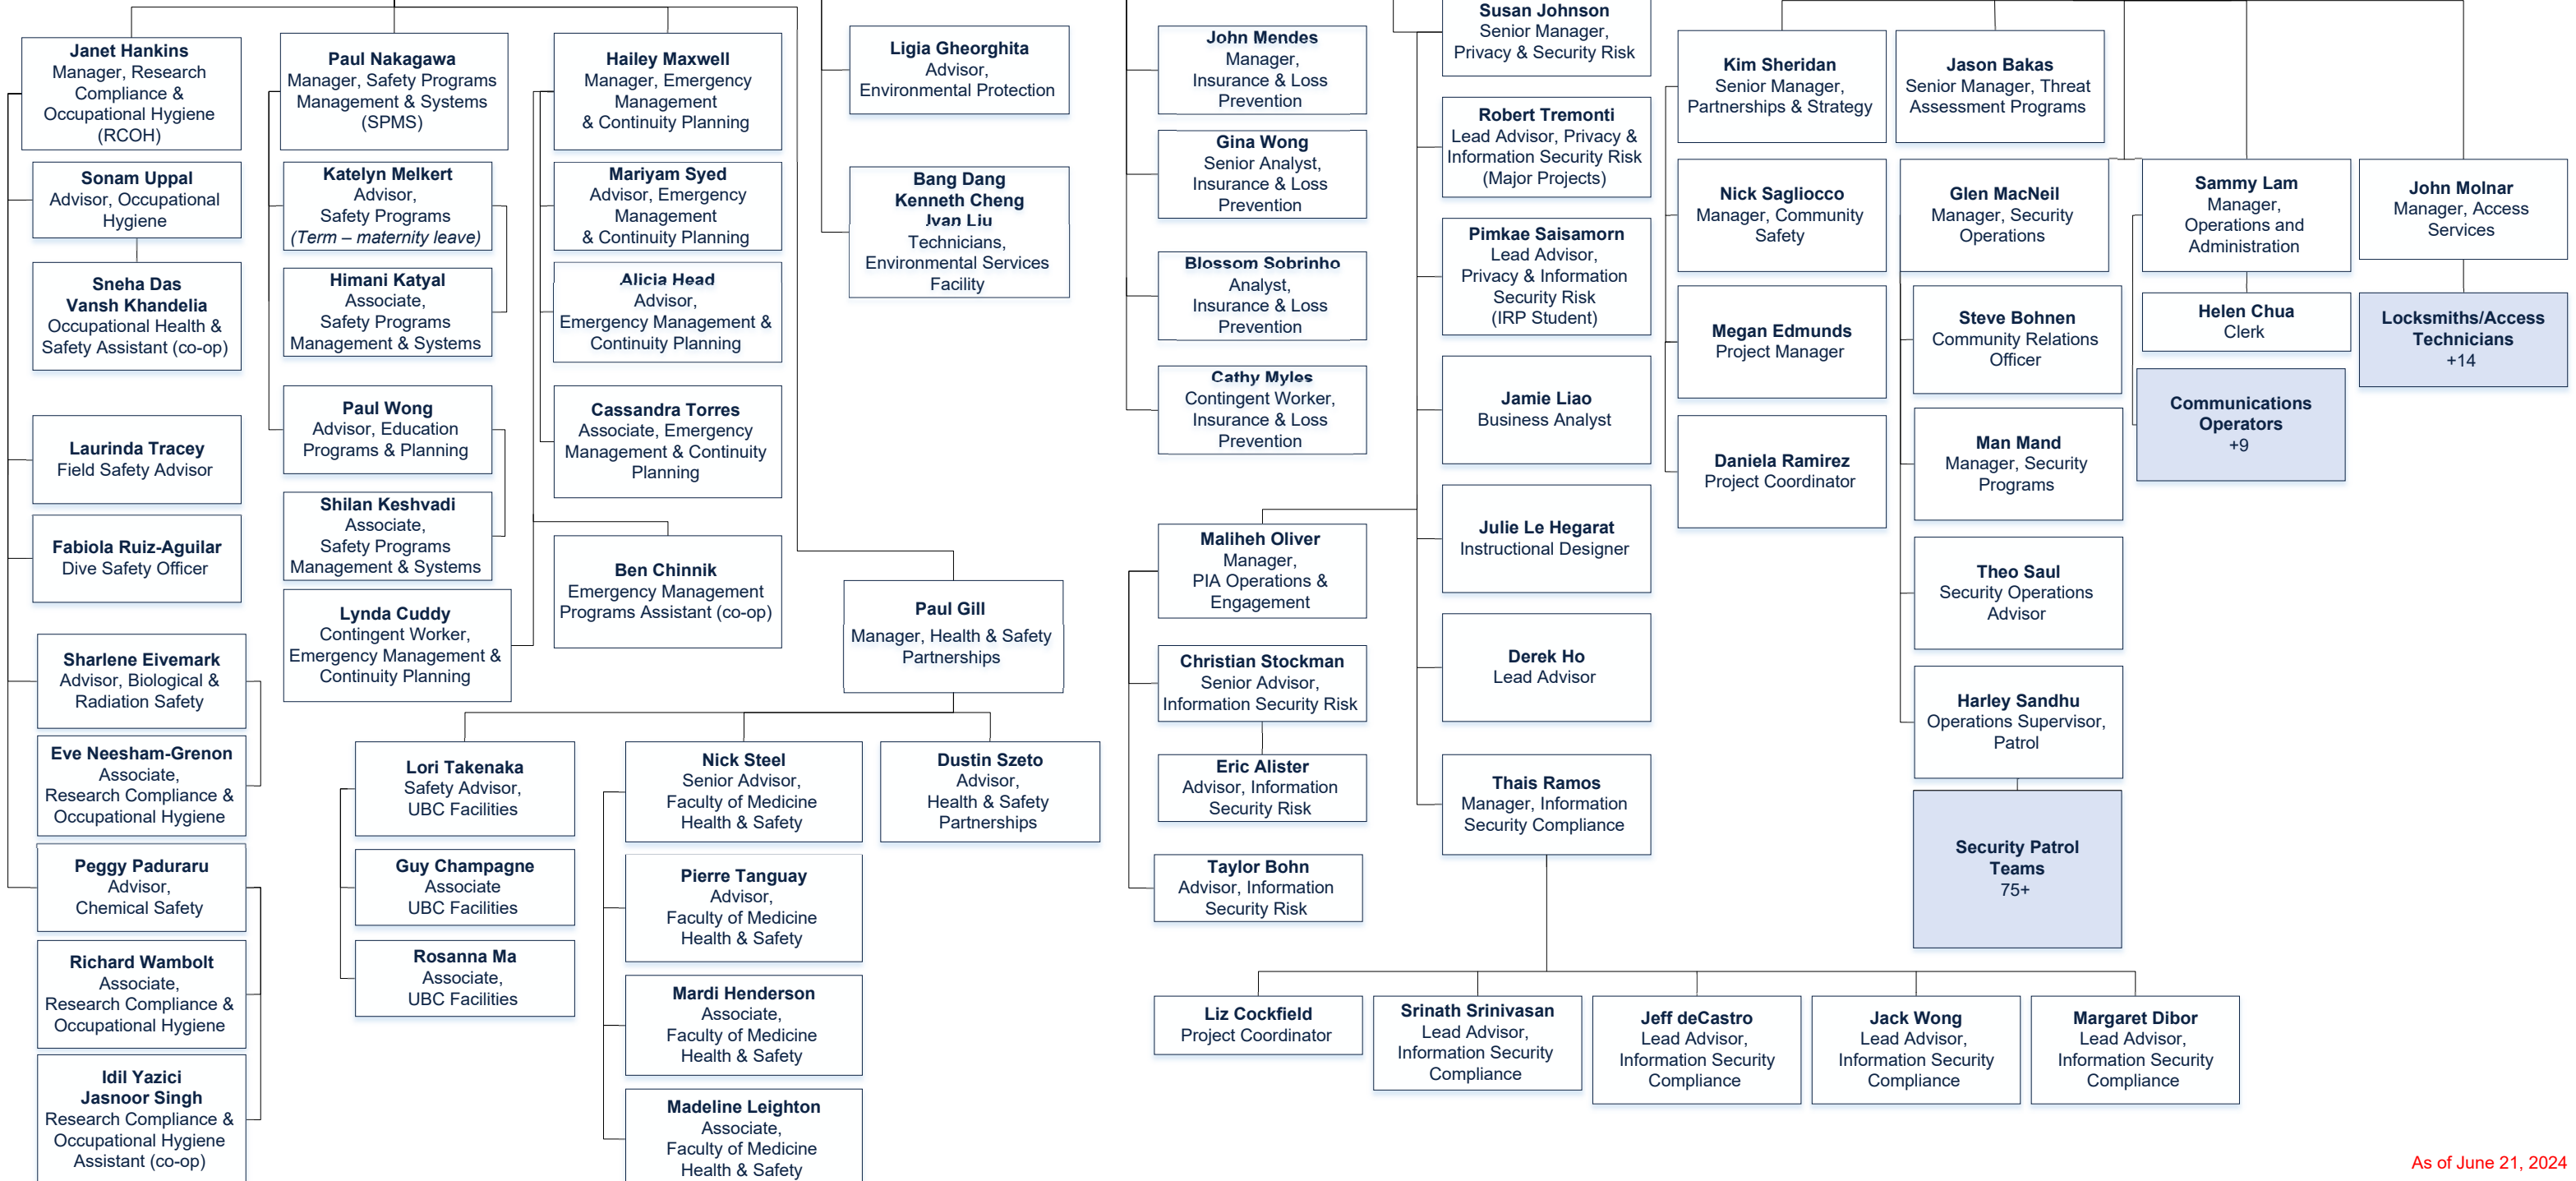 Janet Hankins
Manager, Research
Compliance &
Occupational Hygiene
(RCOH)
Sonam Uppal
Advisor, Occupational
Hygiene
Sneha Das
Vansh Khandelia
Occupational Health &
Safety Assistant (co-op)
Laurinda Tracey
Field Safety Advisor
Fabiola Ruiz-Aguilar
Dive Safety Officer
Sharlene Eivemark
Advisor, Biological &
Radiation Safety
Eve Neesham-Grenon
Associate,
Research Compliance &
Occupational Hygiene
Peggy Paduraru
Advisor,
Chemical Safety
Richard Wambolt
Associate,
Research Compliance &
Occupational Hygiene
Idil Yazici
Jasnoor Singh
Research Compliance &
Occupational Hygiene
Assistant (co-op)
Paul Nakagawa
Manager, Safety Programs
Management & Systems
(SPMS)
Katelyn Melkert
Advisor,
Safety Programs
(Term – maternity leave)
Himani Katyal
Associate,
Safety Programs
Management & Systems
Paul Wong
Advisor, Education
Programs & Planning
Shilan Keshvadi
Associate,
Safety Programs
Management & Systems
Lynda Cuddy
Contingent Worker,
Emergency Management &
Continuity Planning
Hailey Maxwell
Manager, Emergency
Management
& Continuity Planning
Mariyam Syed
Advisor, Emergency
Management
& Continuity Planning
Alicia Head
Advisor,
Emergency Management &
Continuity Planning
Cassandra Torres
Associate, Emergency
Management & Continuity
Planning
Ben Chinnik
Emergency Management
Programs Assistant (co-op)
Paul Gill
Manager, Health & Safety
Partnerships
Lori Takenaka
Safety Advisor,
UBC Facilities
Guy Champagne
Associate
UBC Facilities
Rosanna Ma
Associate,
UBC Facilities
Nick Steel
Senior Advisor,
Faculty of Medicine
Health & Safety
Pierre Tanguay
Advisor,
Faculty of Medicine
Health & Safety
Mardi Henderson
Associate,
Faculty of Medicine
Health & Safety
Madeline Leighton
Associate,
Faculty of Medicine
Health & Safety
Dustin Szeto
Advisor,
Health & Safety
Partnerships
Ligia Gheorghita
Advisor,
Environmental Protection
Bang Dang
Kenneth Cheng
Ivan Liu
Technicians,
Environmental Services
Facility
John Mendes
Manager,
Insurance & Loss
Prevention
Gina Wong
Senior Analyst,
Insurance & Loss
Prevention
Blossom Sobrinho
Analyst,
Insurance & Loss
Prevention
Cathy Myles
Contingent Worker,
Insurance & Loss
Prevention
Maliheh Oliver
Manager,
PIA Operations &
Engagement
Christian Stockman
Senior Advisor,
Information Security Risk
Eric Alister
Advisor, Information
Security Risk
Taylor Bohn
Advisor, Information
Security Risk
Susan Johnson
Senior Manager,
Privacy & Security Risk
Robert Tremonti
Lead Advisor, Privacy &
Information Security Risk
(Major Projects)
Pimkae Saisamorn
Lead Advisor,
Privacy & Information
Security Risk
(IRP Student)
Jamie Liao
Business Analyst
Julie Le Hegarat
Instructional Designer
Derek Ho
Lead Advisor
Thais Ramos
Manager, Information
Security Compliance
Liz Cockfield
Project Coordinator
Srinath Srinivasan
Lead Advisor,
Information Security
Compliance
Jeff deCastro
Lead Advisor,
Information Security
Compliance
Jack Wong
Lead Advisor,
Information Security
Compliance
Margaret Dibor
Lead Advisor,
Information Security
Compliance
Kim Sheridan
Senior Manager,
Partnerships & Strategy
Nick Sagliocco
Manager, Community
Safety
Megan Edmunds
Project Manager
Daniela Ramirez
Project Coordinator
Jason Bakas
Senior Manager, Threat
Assessment Programs
Glen MacNeil
Manager, Security
Operations
Steve Bohnen
Community Relations
Officer
Man Mand
Manager, Security
Programs
Theo Saul
Security Operations
Advisor
Harley Sandhu
Operations Supervisor,
Patrol
Security Patrol
Teams
75+
Sammy Lam
Manager,
Operations and
Administration
Helen Chua
Clerk
Communications
Operators
+9
John Molnar
Manager, Access
Services
Locksmiths/Access
Technicians
+14
As of June 21, 2024